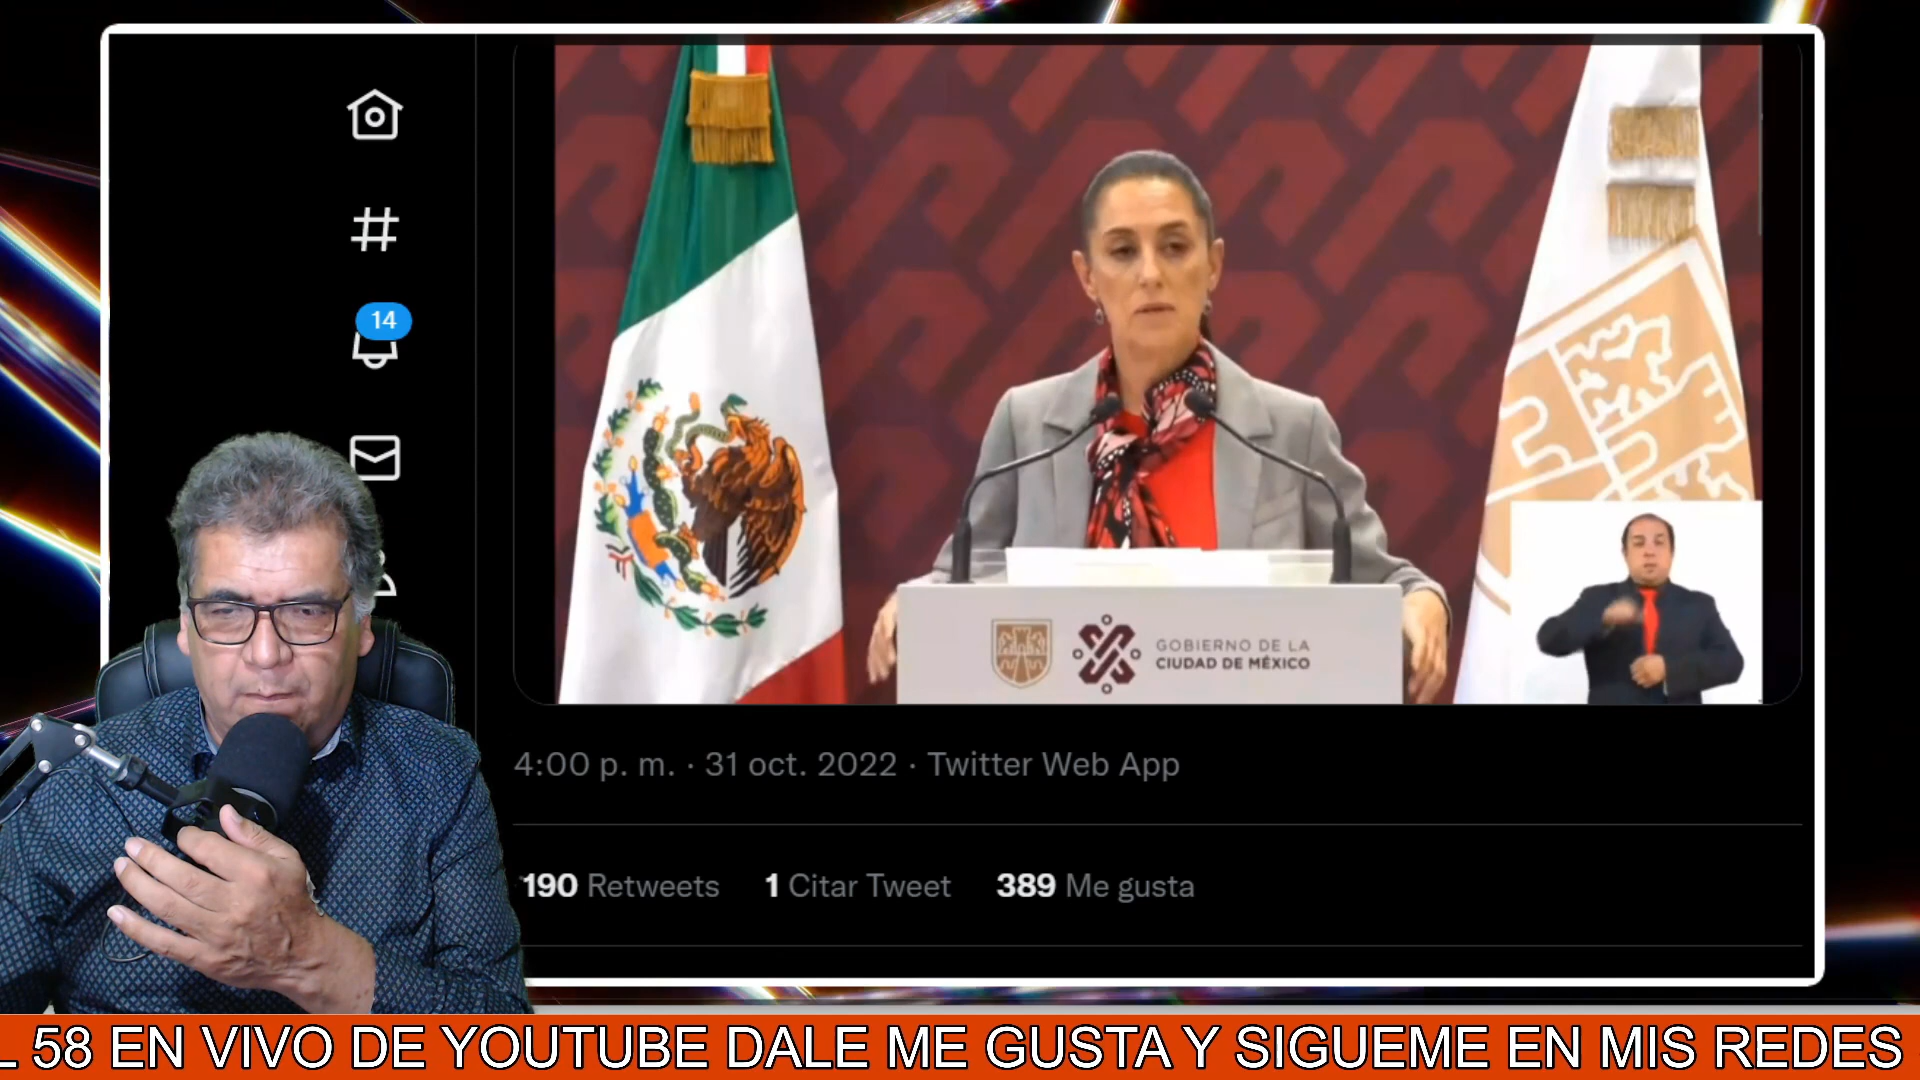 14
GOBIERNO DE LA
CIUDAD DE MÉXICO
4:00 p. m. · 31 oct. 2022 · Twitter Web App
190 Retweets 1 Citar Tweet 389 Me gusta
L 58 EN VIVO DE YOUTUBE DALE ME GUSTA Y SIGUEME EN MIS REDES